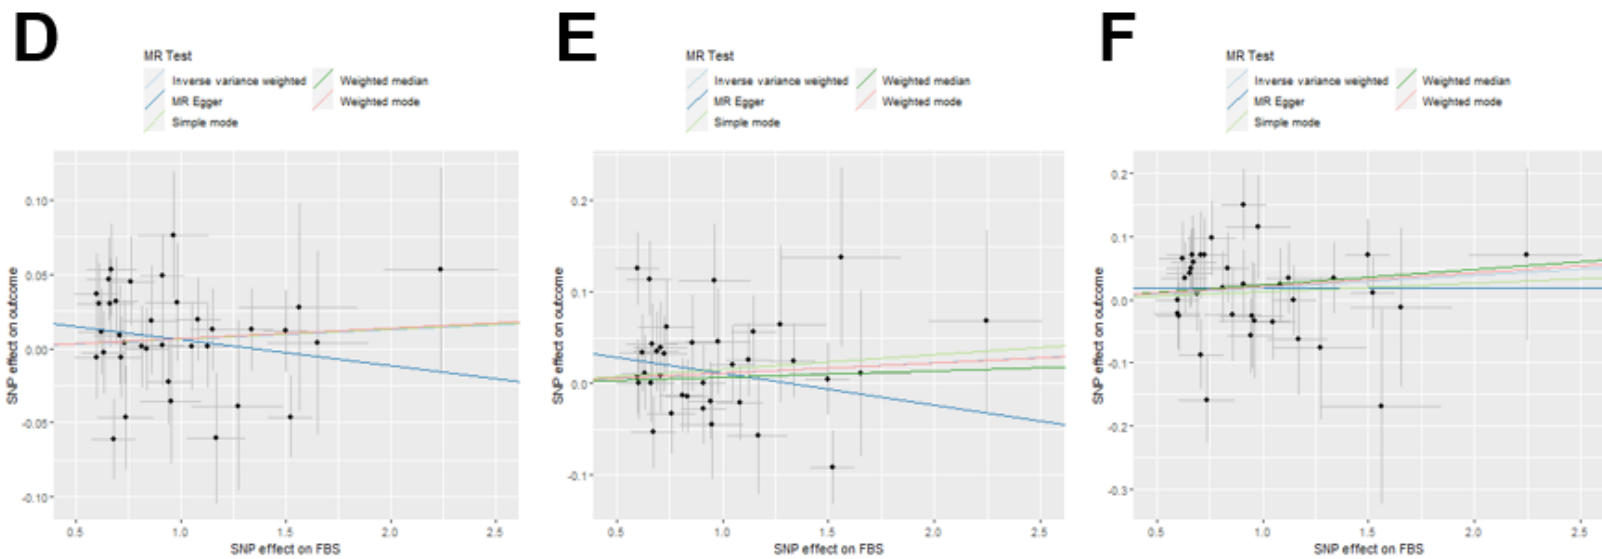 D
MR Test
Inverse variance weighted
Weighted median
MR Egger
Weighted mode
Simple mode
SNP effect on outcome
0.10
0.05
0.00
-0.05
-0.10
0.5 1.0 1.5 2.0 2.5
SNP effect on FBS
E
MR Test
Inverse variance weighted
Weighted median
MR Egger
Weighted mode
Simple mode
SNP effect on outcome
0.2
0.1
0.0
-0.1
0.5 1.0 1.5 2.0 2.5
SNP effect on FBS
F
MR Test
Inverse variance weighted
Weighted median
MR Egger
Weighted mode
Simple mode
SNP effect on outcome
0.2
0.1
0.0
-0.1
-0.2
-0.3
0.5 1.0 1.5 2.0 2.5
SNP effect on FBS